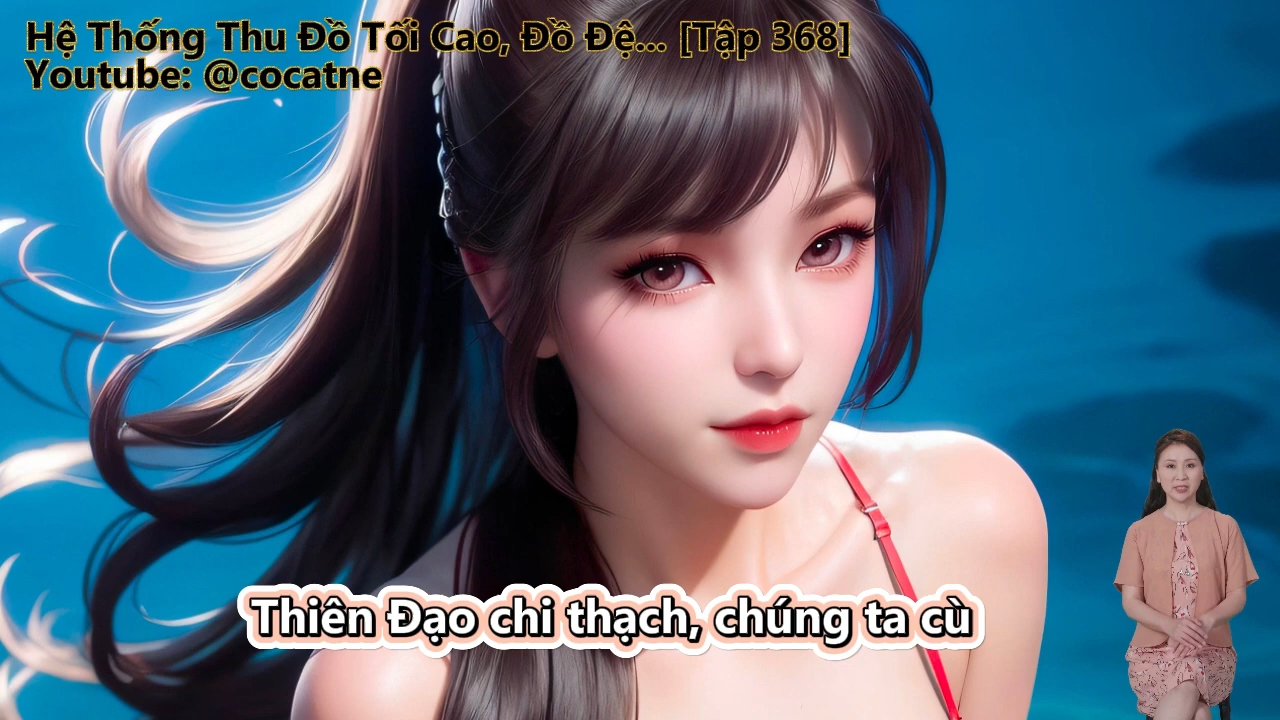 Hệ Thống Thu Đồ Tối Cao, Đồ Đệ... [Tập 368]
Youtube: @cocatne
Thiên Đạo chi thạch, chúng ta cù